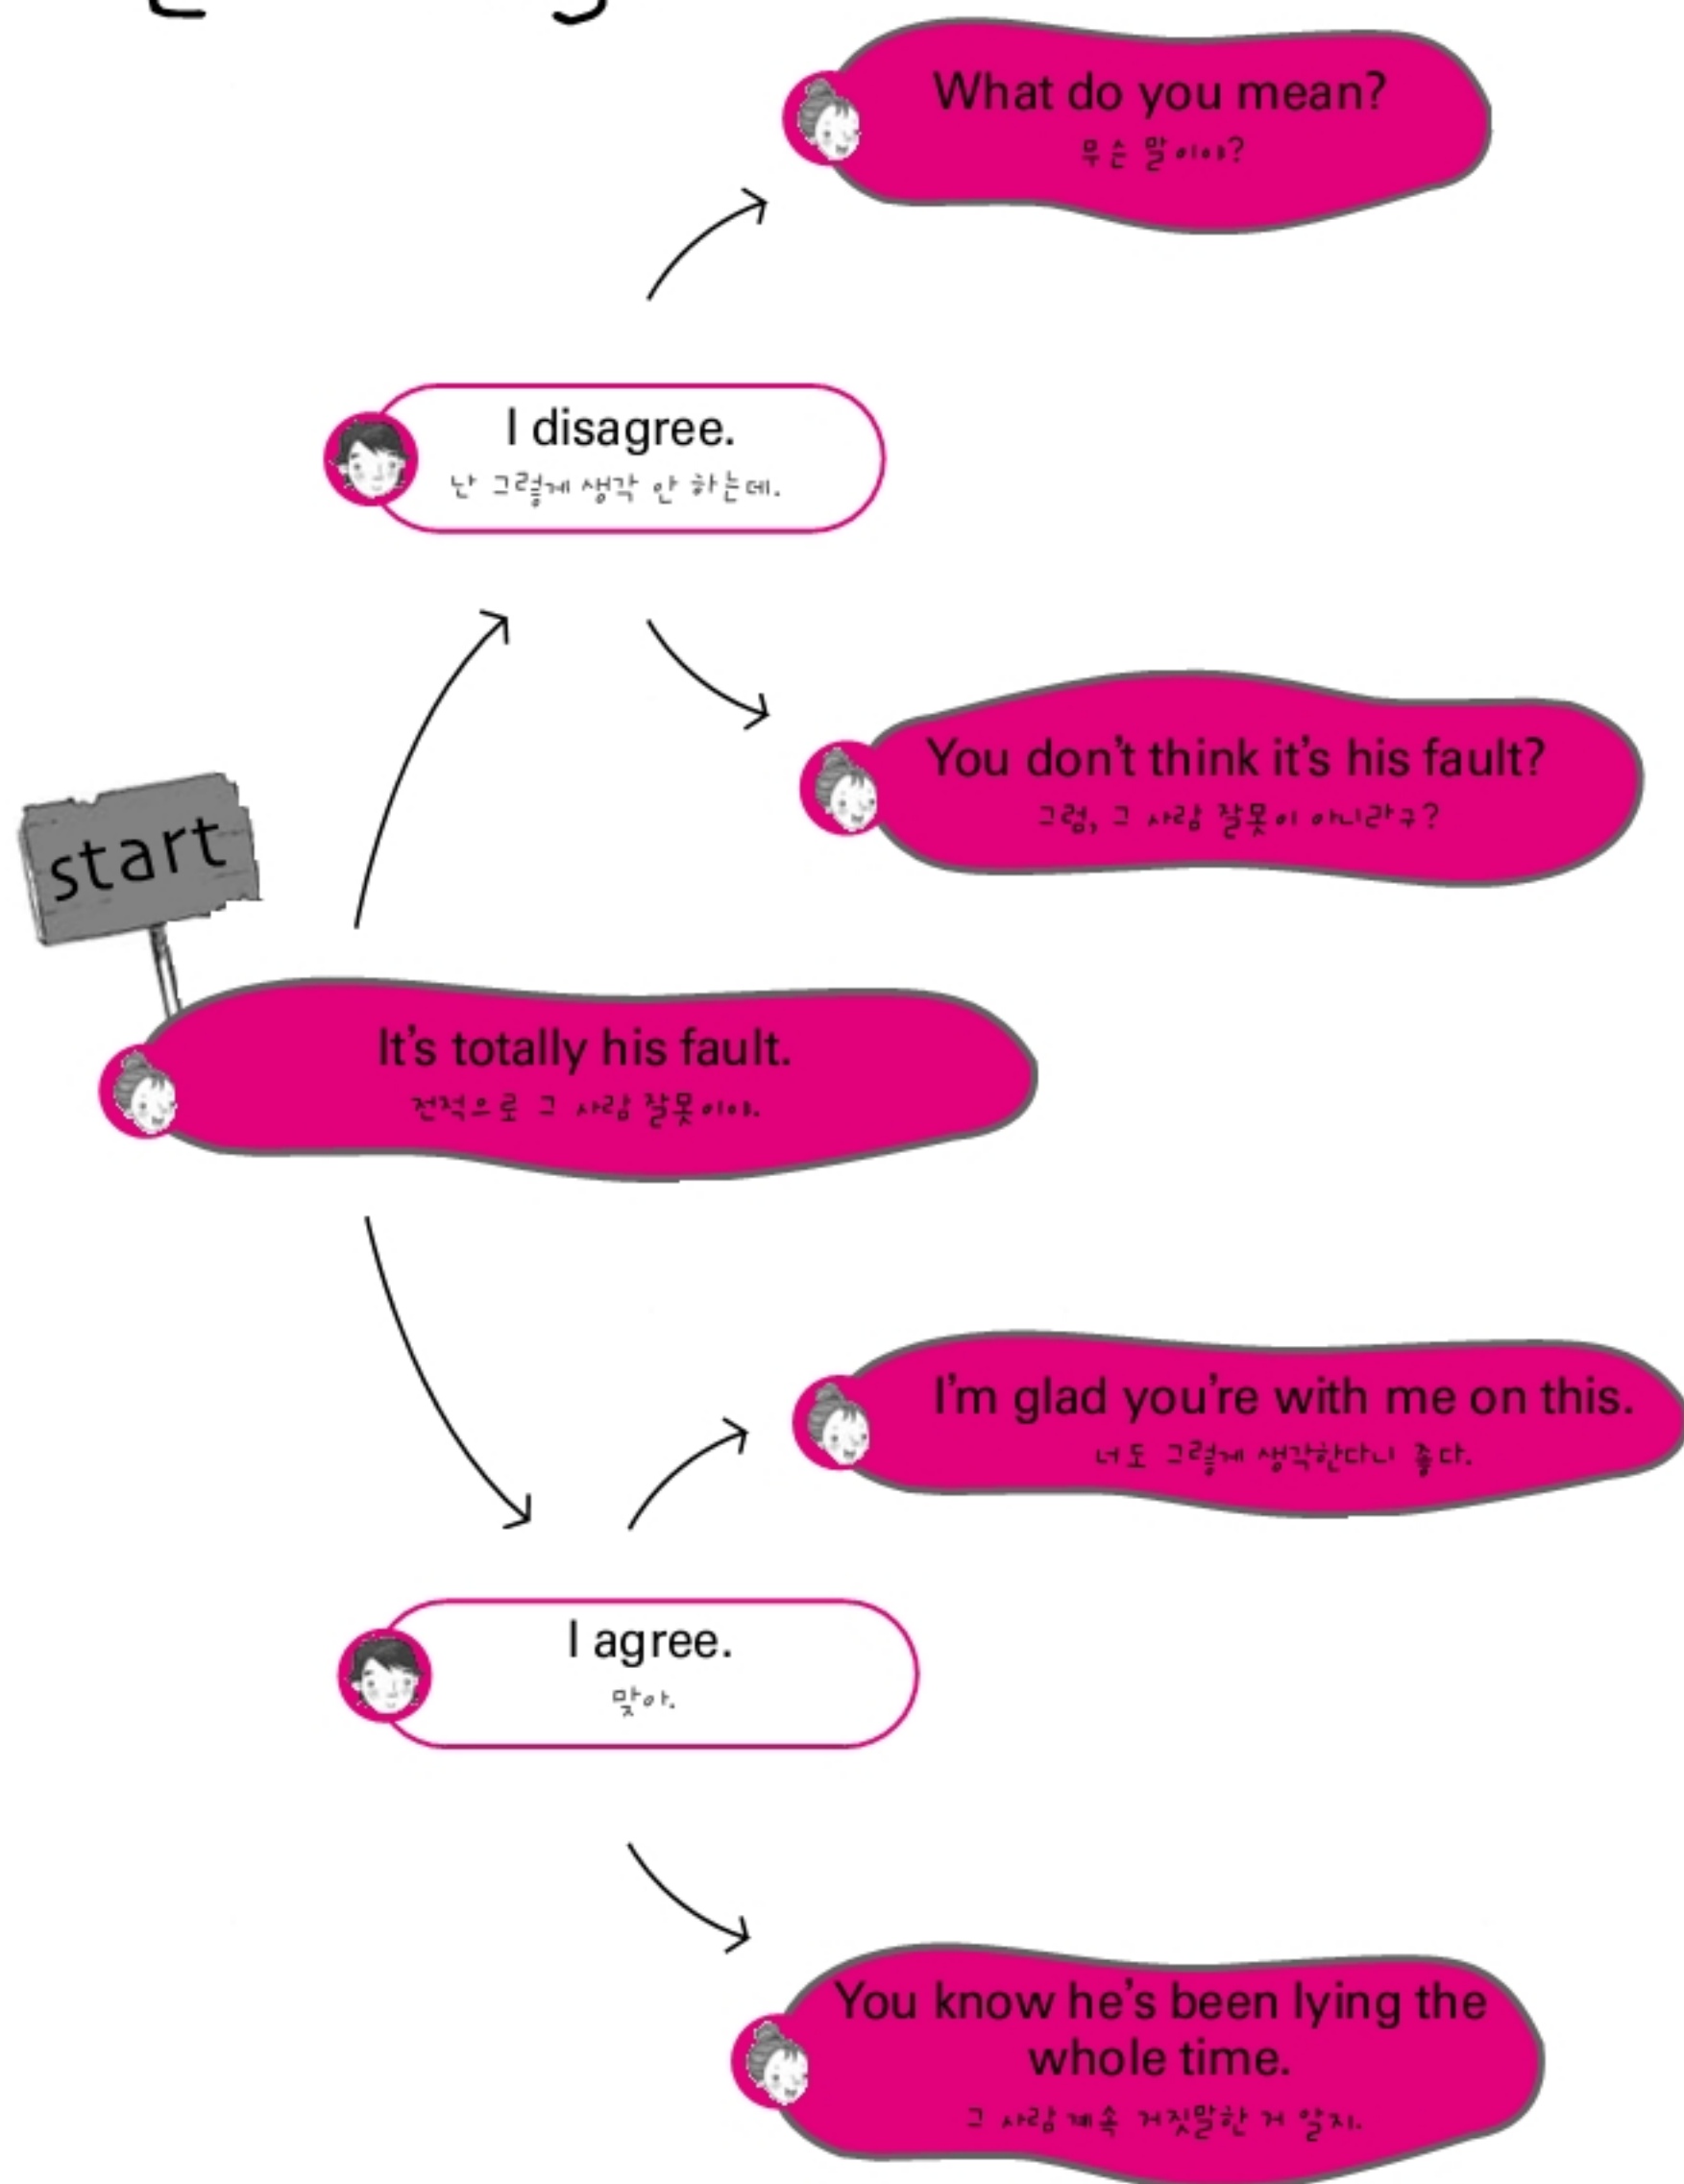 What do you mean?
무슨 말이야?
I disagree.
난 그렇게 생각 안 하는데.
You don't think it's his fault?
그럼, 그 사람 잘못이 아니라구?
start
It's totally his fault.
전적으로 그 사람 잘못이야.
I'm glad you're with me on this.
너도 그렇게 생각한다니 좋다.
I agree.
맞아.
You know he's been lying the
whole time.
그 사람 계속 거짓말한 거 알지.